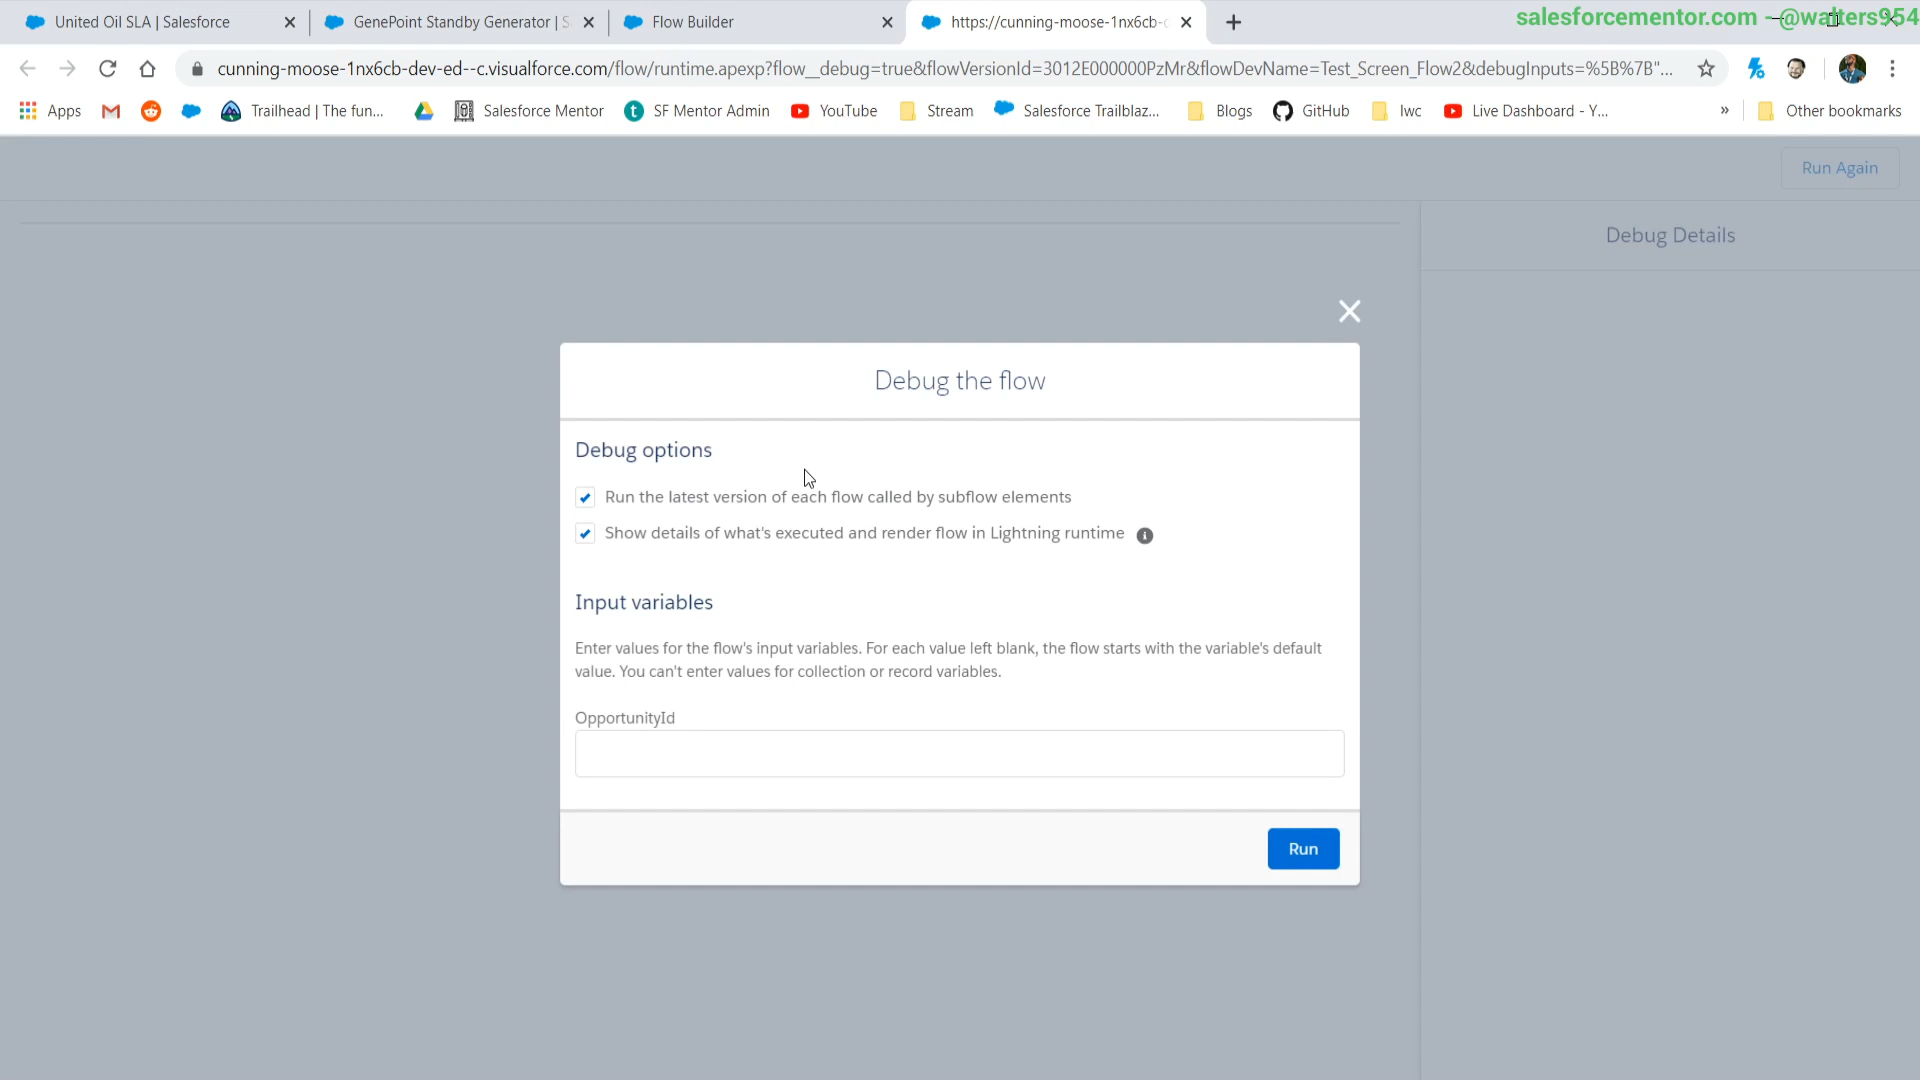 United Oil SLA | Salesforce
GenePoint Standby Generator | S
Flow Builder
https://cunning-moose-1nx6cb-d
salesforcementor.com - @walters954
cunning-moose-1nx6cb-dev-ed--c.visualforce.com/flow/runtime.apexp?flow__debug=true&flowVersionId=3012E000000PzMr&flowDevName=Test_Screen_Flow2&debugInputs=%5B%7B"...
Apps
Trailhead | The fun...
Salesforce Mentor
SF Mentor Admin
YouTube
Stream
Salesforce Trailblaz...
Blogs
GitHub
lwc
Live Dashboard - Y...
»
Other bookmarks
Run Again
Debug Details
Debug the flow
Debug options
Run the latest version of each flow called by subflow elements
Show details of what's executed and render flow in Lightning runtime
Input variables
Enter values for the flow's input variables. For each value left blank, the flow starts with the variable's default
value. You can't enter values for collection or record variables.
OpportunityId
Run